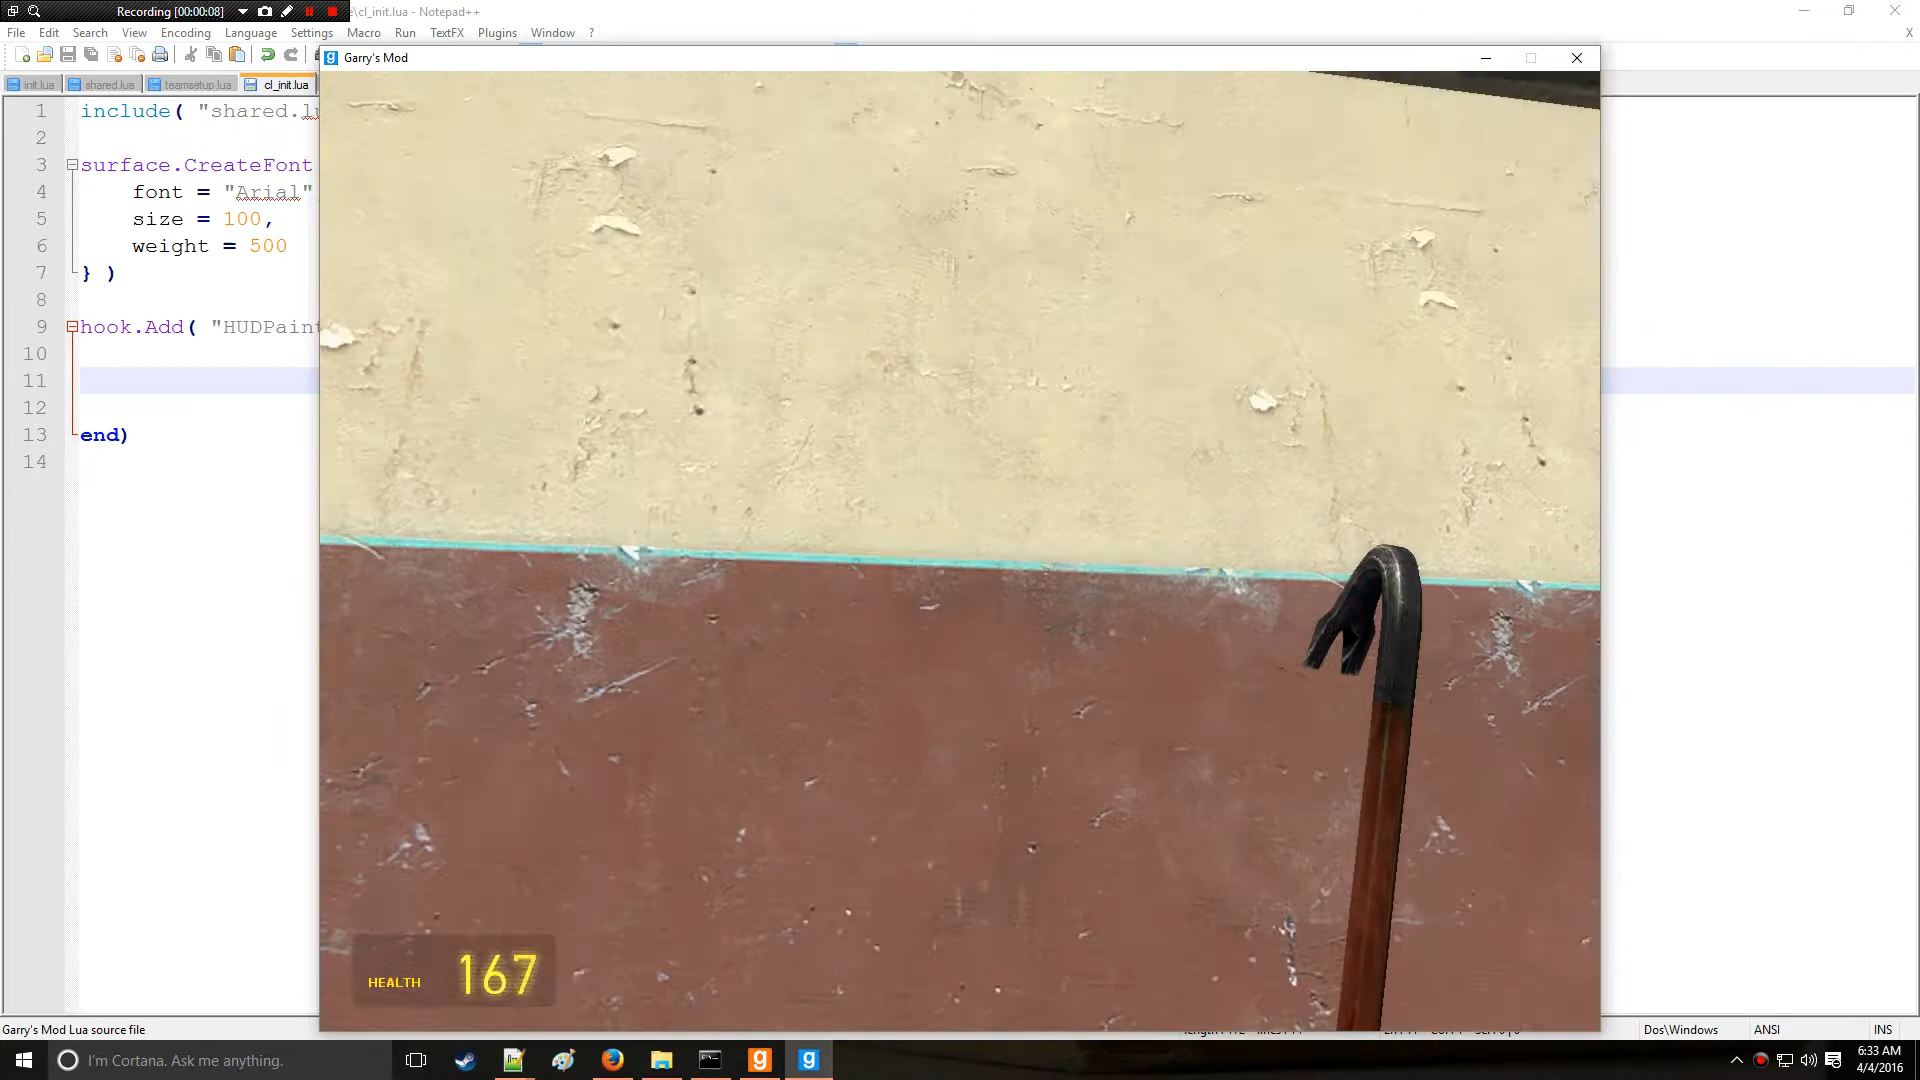 Recording [00:00:08]
\cl_init.lua - Notepad++
File Edit Search View Encoding Language Settings Macro Run TextFX Plugins Window ?
X
Garry's Mod
init.lua shared.lua teamsetup.lua cl_init.lua
1 include( "shared.lu
2
3 surface.CreateFont
4 font = "Arial"
5 size = 100,
6 weight = 500
7 } )
8
9 hook.Add( "HUDPaint
10
11
12
13 end)
14
HEALTH 167
Garry's Mod Lua source file
Dos\Windows ANSI INS
I'm Cortana. Ask me anything.
6:33 AM
4/4/2016